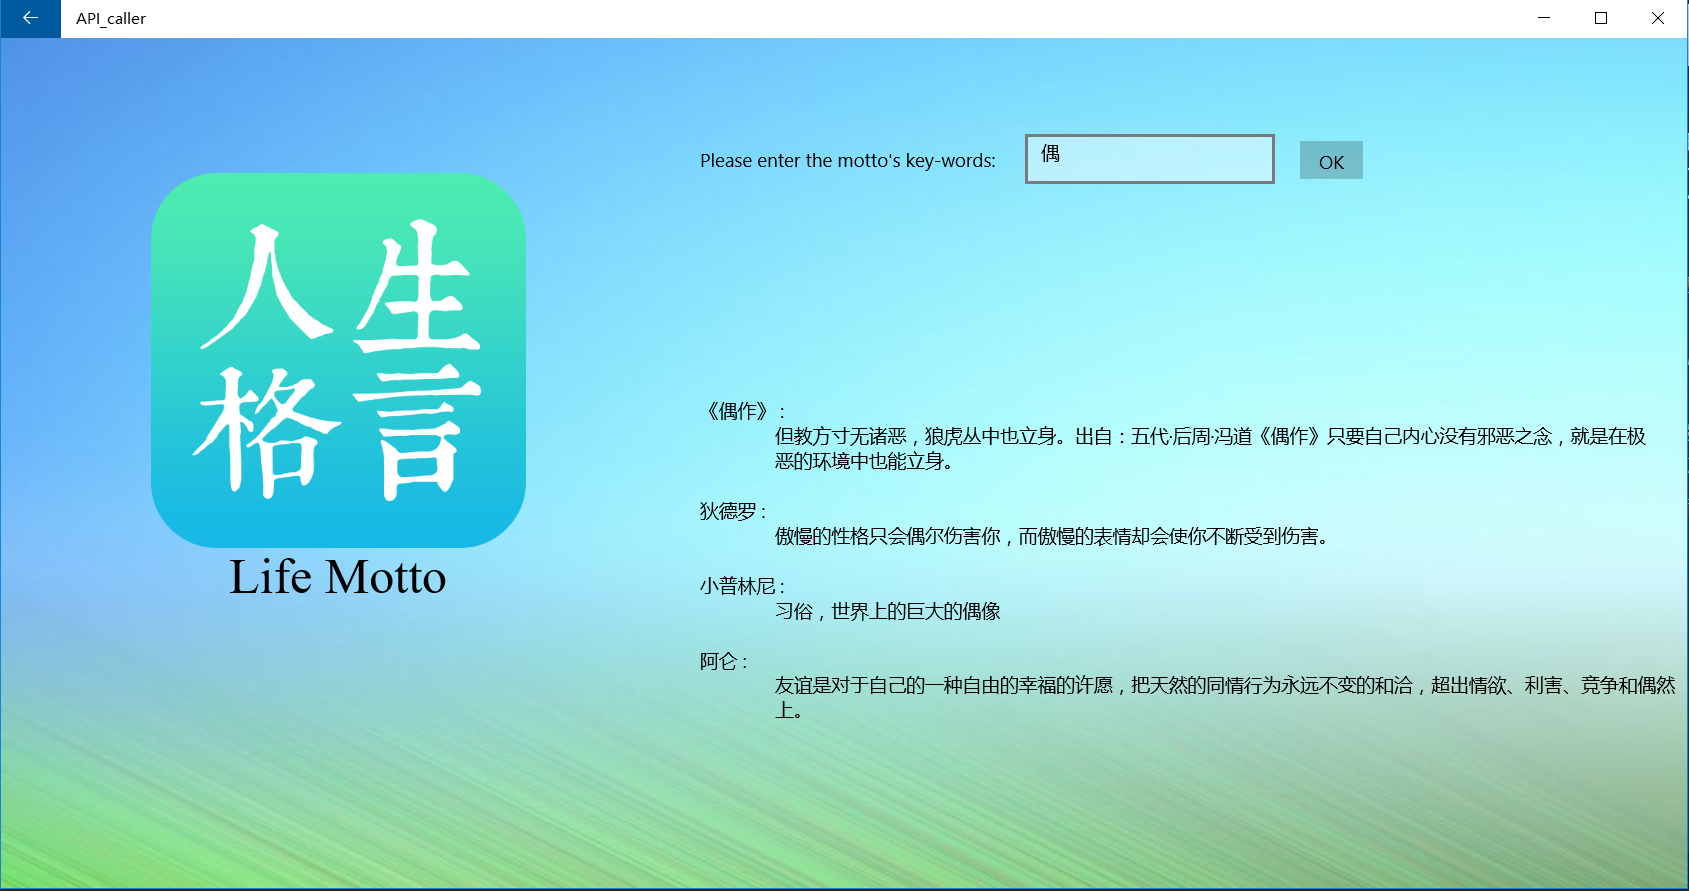 API_caller
Please enter the motto's key-words:
偶
OK
人生
格言
Life Motto
《偶作》：
但教方寸无诸恶，狼虎丛中也立身。出自：五代·后周·冯道《偶作》只要自己内心没有邪恶之念，就是在极
恶的环境中也能立身。
狄德罗：
傲慢的性格只会偶尔伤害你，而傲慢的表情却会使你不断受到伤害。
小普林尼：
习俗，世界上的巨大的偶像
阿仑：
友谊是对于自己的一种自由的幸福的许愿，把天然的同情行为永远不变的和洽，超出情欲、利害、竞争和偶然
上。